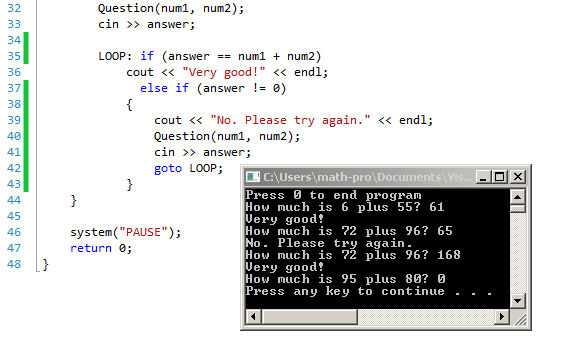 32 Question(num1, num2);
33 cin >> answer;
34
35 LOOP: if (answer == num1 + num2)
36 cout << "Very good!" << endl;
37 else if (answer != 0)
38 {
39 cout << "No. Please try again." << endl;
40 Question(num1, num2);
41 cin >> answer;
42 goto LOOP;
43 }
44 }
45
46 system("PAUSE");
47 return 0;
48 }
C:\Users\math-pro\Documents\Vis...
Press 0 to end program
How much is 6 plus 55? 61
Very good!
How much is 72 plus 96? 65
No. Please try again.
How much is 72 plus 96? 168
Very good!
How much is 95 plus 80? 0
Press any key to continue . . .